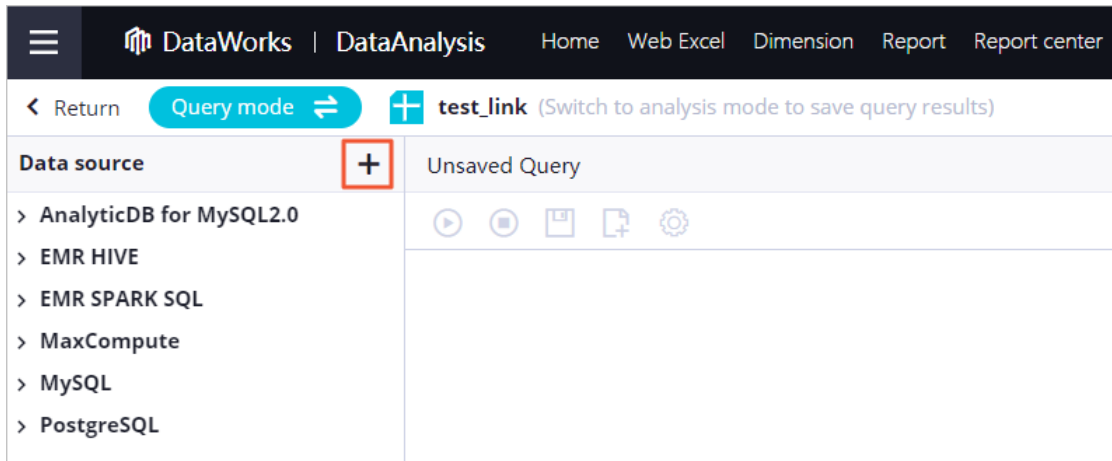 DataWorks | DataAnalysis Home Web Excel Dimension Report Report center
Return Query mode test_link (Switch to analysis mode to save query results)
Data source
Unsaved Query
AnalyticDB for MySQL2.0
EMR HIVE
EMR SPARK SQL
MaxCompute
MySQL
PostgreSQL